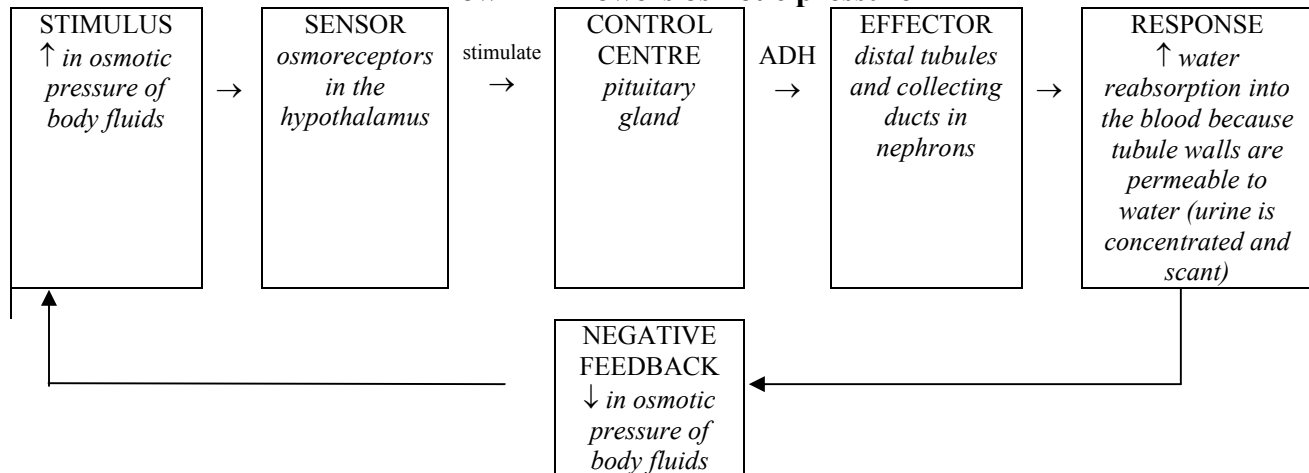 STIMULUS
↑ in osmotic
pressure of
body fluids
→
SENSOR
osmoreceptors
in the
hypothalamus
stimulate
→
CONTROL
CENTRE
pituitary
gland
ADH
→
EFFECTOR
distal tubules
and collecting
ducts in
nephrons
→
RESPONSE
↑ water
reabsorption into
the blood because
tubule walls are
permeable to
water (urine is
concentrated and
scant)
NEGATIVE
FEEDBACK
↓ in osmotic
pressure of
body fluids